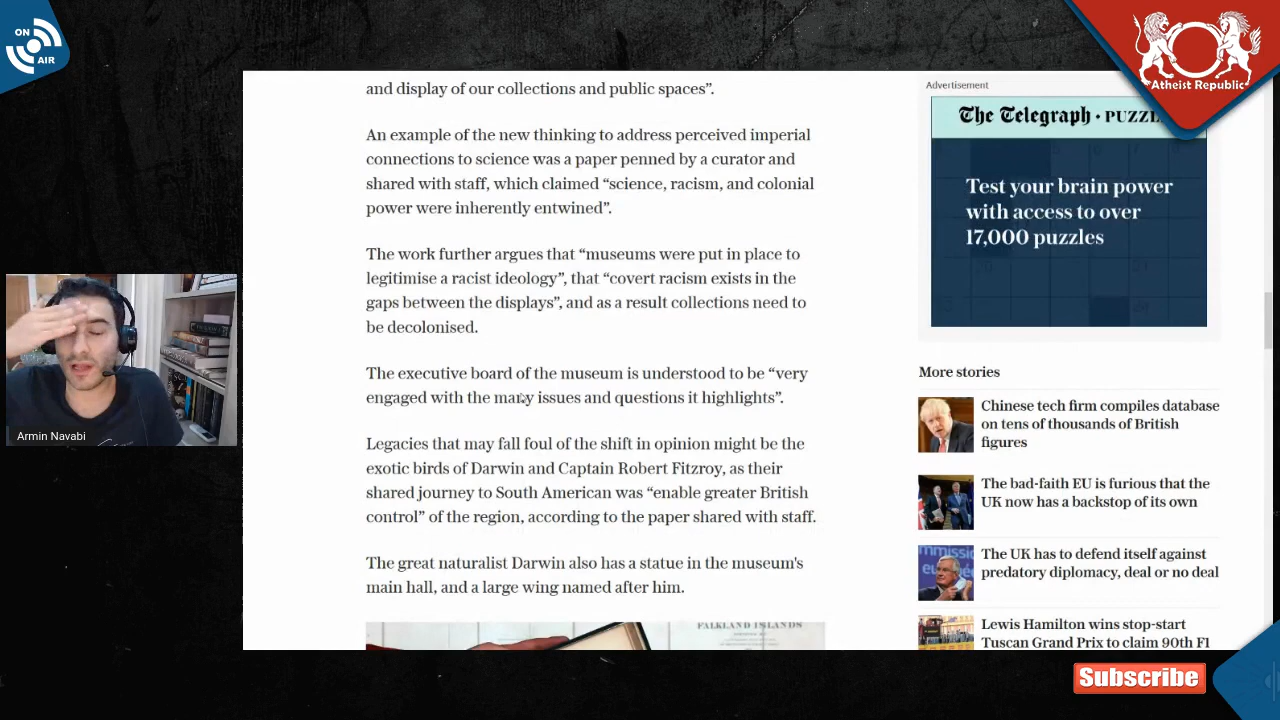 ON
AIR
Atheist Republic
and display of our collections and public spaces”.
An example of the new thinking to address perceived imperial
connections to science was a paper penned by a curator and
shared with staff, which claimed “science, racism, and colonial
power were inherently entwined”.
The work further argues that “museums were put in place to
legitimise a racist ideology”, that “covert racism exists in the
gaps between the displays”, and as a result collections need to
be decolonised.
The executive board of the museum is understood to be “very
engaged with the many issues and questions it highlights”.
Legacies that may fall foul of the shift in opinion might be the
exotic birds of Darwin and Captain Robert Fitzroy, as their
shared journey to South American was “enable greater British
control” of the region, according to the paper shared with staff.
The great naturalist Darwin also has a statue in the museum's
main hall, and a large wing named after him.
FALKLAND ISLANDS
Advertisement
The Telegraph • PUZZ
Test your brain power
with access to over
17,000 puzzles
More stories
Chinese tech firm compiles database
on tens of thousands of British
figures
The bad-faith EU is furious that the
UK now has a backstop of its own
The UK has to defend itself against
predatory diplomacy, deal or no deal
Lewis Hamilton wins stop-start
Tuscan Grand Prix to claim 90th F1
Armin Navabi
Subscribe